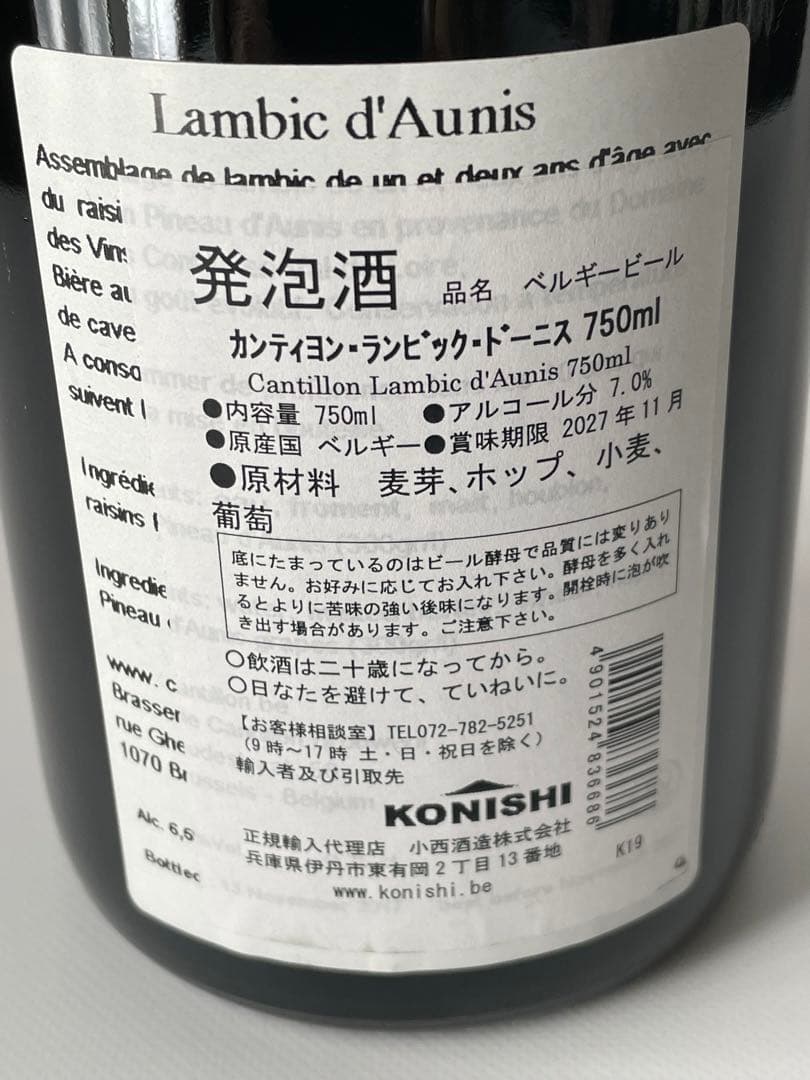 Lambic d'Aunis
Assemblage de lambic de un et deux ans d'âge avec
du raisi
des Vins
Bière au
de cave
A conso
suivent l
発泡酒 品名 ベルギービール
カンティヨン・ランビック・ドーニス 750ml
Cantillon Lambic d'Aunis 750ml
●内容量 750ml ●アルコール分 7.0%
●原産国 ベルギー●賞味期限 2027年11月
●原材料 麦芽、ホップ、小麦、
葡萄
Ingrédie
raisins
Ingredie
Pineau
底にたまっているのはビール酵母で品質には変りあり
ません。お好みに応じてお入れ下さい。酵母を多く入れ
るとよりに苦味の強い後味になります。開栓時に泡が吹
き出す場合があります。ご注意下さい。
〇飲酒は二十歳になってから。
〇日なたを避けて、ていねいに。
www. c
Brasser
rue Ghe
1070 Br
Alc. 6,6
Bottled
【お客様相談室】TEL072-782-5251
(9時〜17時 土・日・祝日を除く)
輸入者及び引取先
KONISHI
正規輸入代理店 小西酒造株式会社
兵庫県伊丹市東有岡2丁目13番地
www.konishi.be
4901524836686
K19